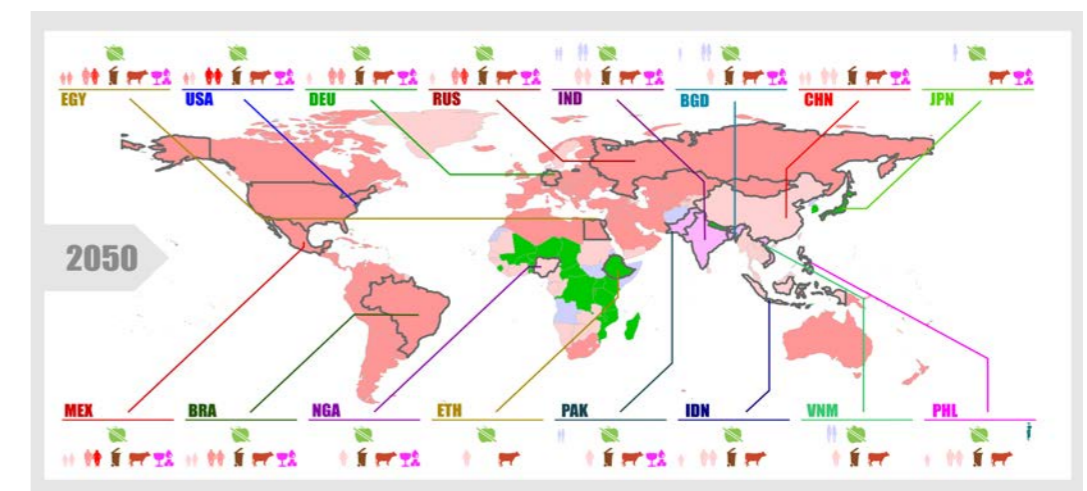 EGY USA DEU RUS IND BGD CHN JPN
2050
MEX BRA NGA ETH PAK IDN VNM PHL